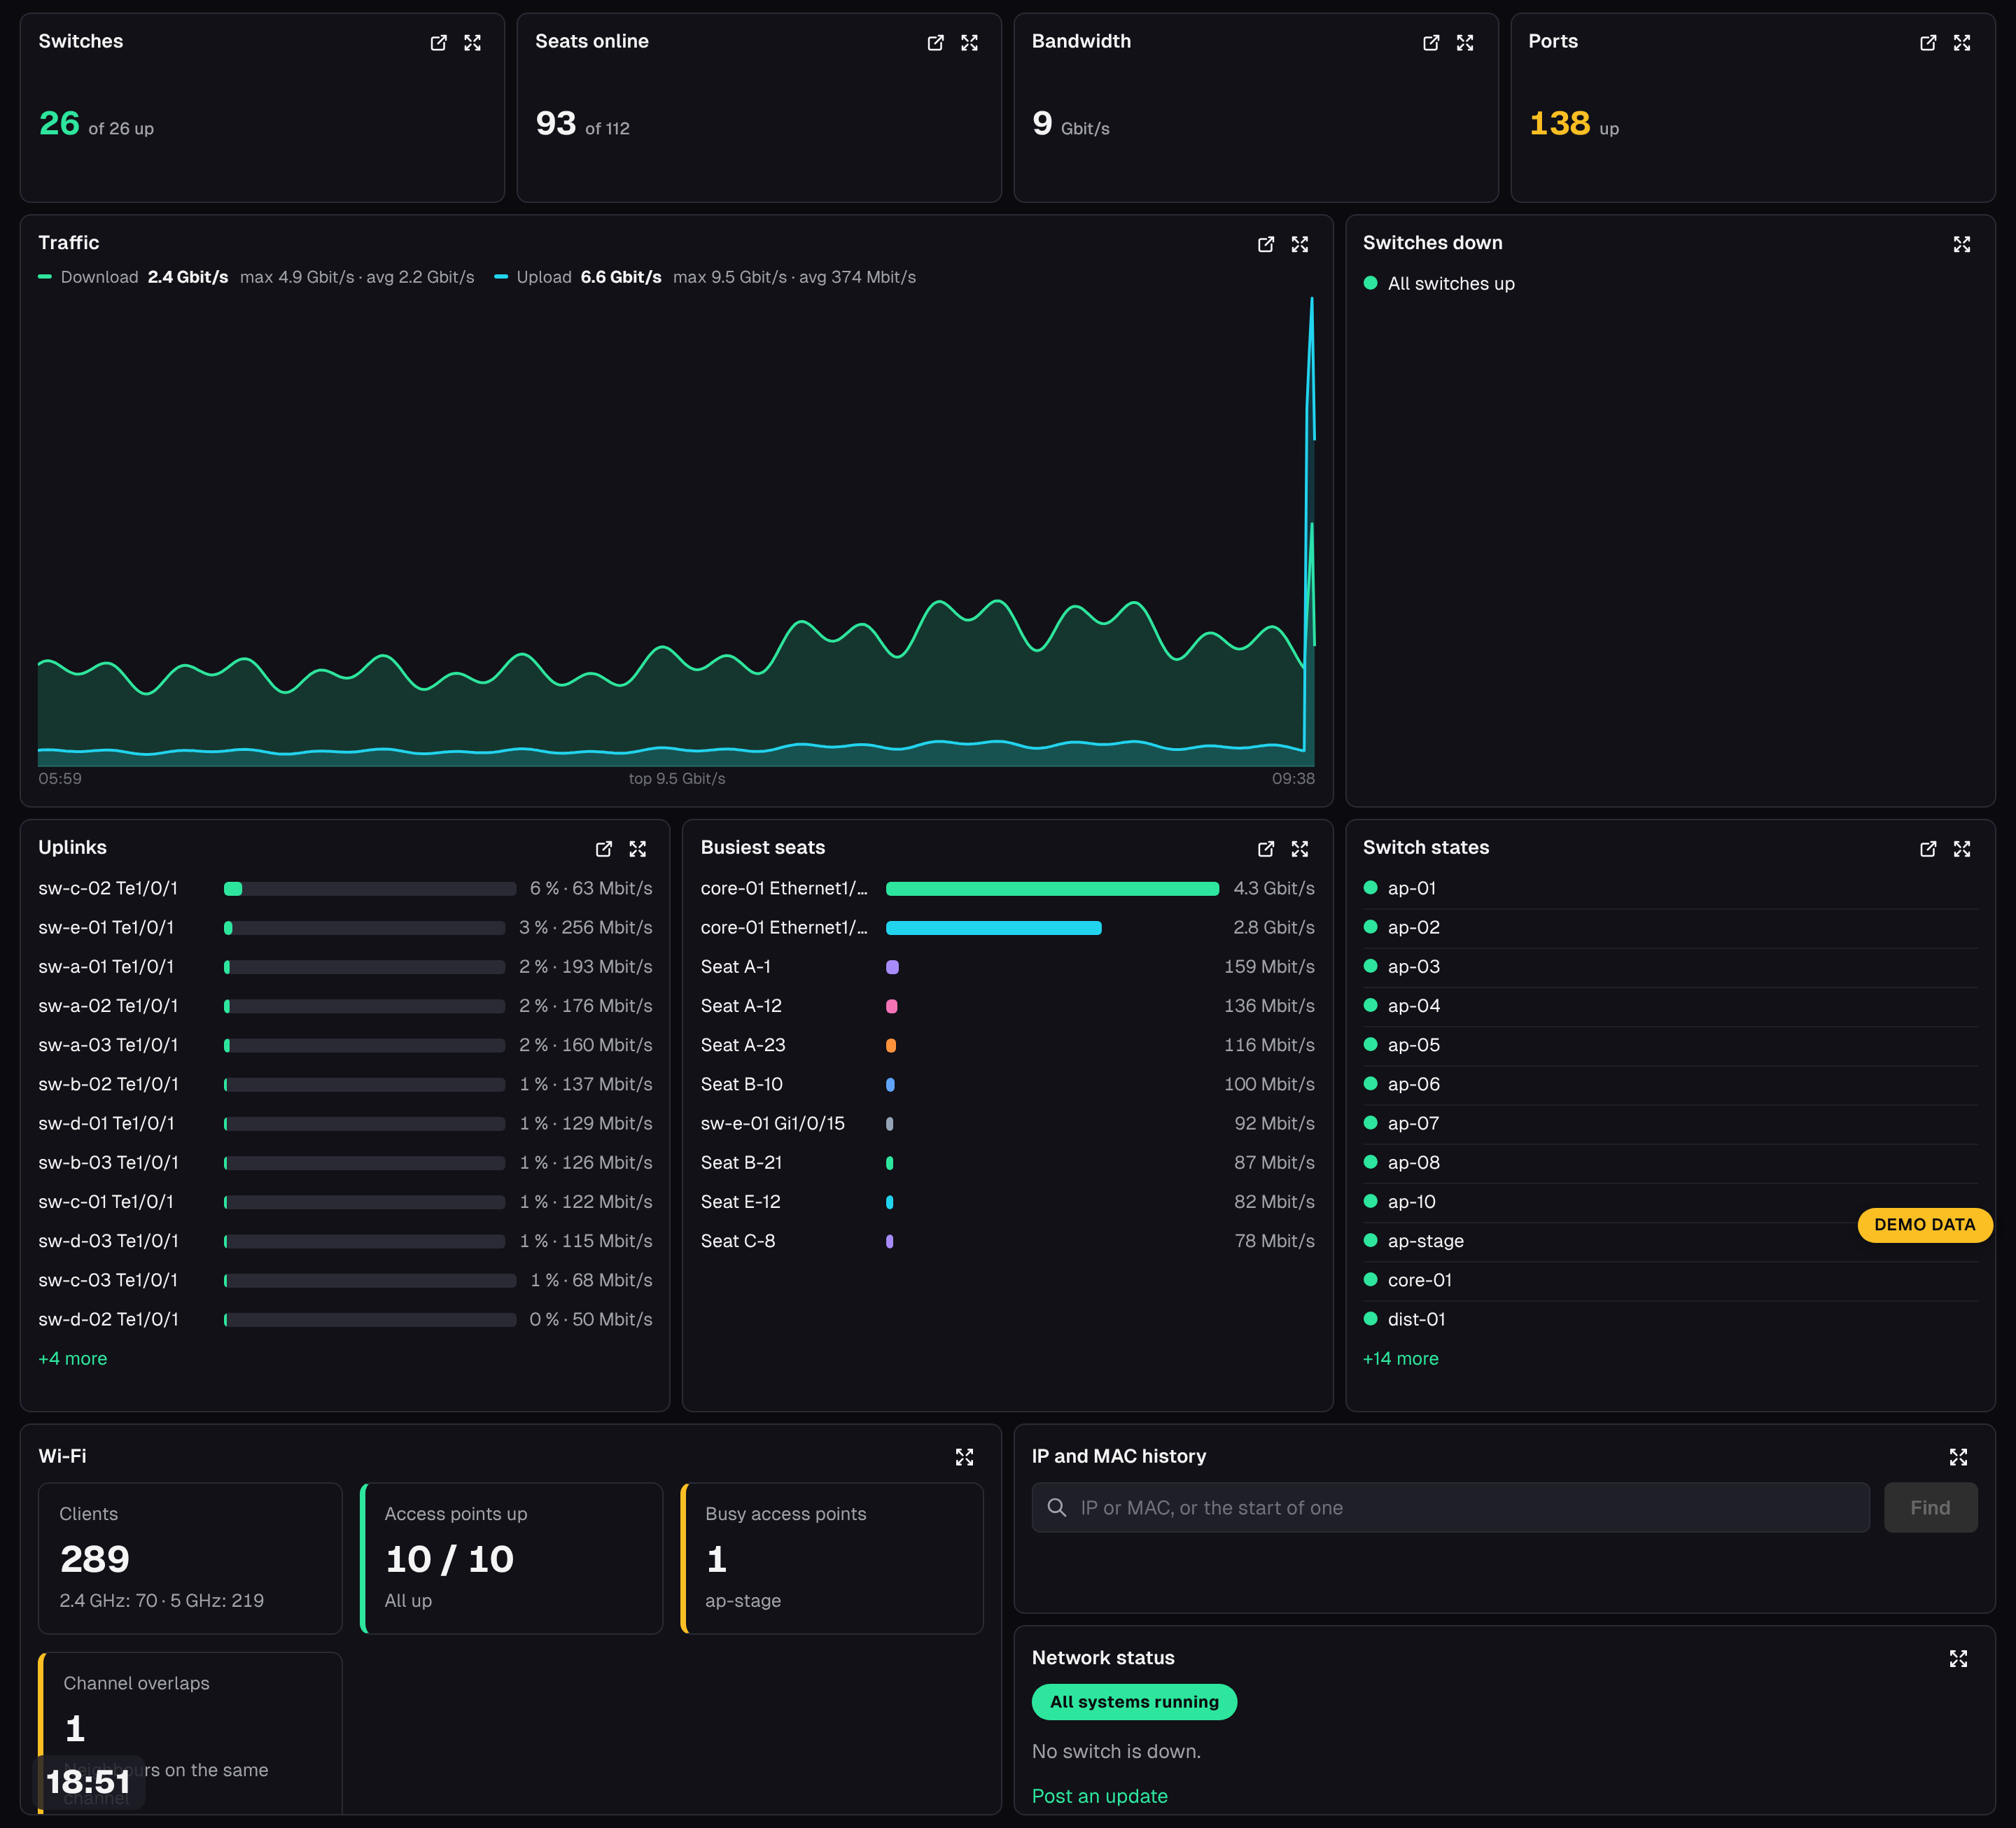 Switches
26 of 26 up
Seats online
93 of 112
Bandwidth
9 Gbit/s
Ports
138 up
Traffic
Download 2.4 Gbit/s max 4.9 Gbit/s · avg 2.2 Gbit/s Upload 6.6 Gbit/s max 9.5 Gbit/s · avg 374 Mbit/s
05:59 top 9.5 Gbit/s 09:38
Switches down
All switches up
Uplinks
sw-c-02 Te1/0/1 6 % · 63 Mbit/s
sw-e-01 Te1/0/1 3 % · 256 Mbit/s
sw-a-01 Te1/0/1 2 % · 193 Mbit/s
sw-a-02 Te1/0/1 2 % · 176 Mbit/s
sw-a-03 Te1/0/1 2 % · 160 Mbit/s
sw-b-02 Te1/0/1 1 % · 137 Mbit/s
sw-d-01 Te1/0/1 1 % · 129 Mbit/s
sw-b-03 Te1/0/1 1 % · 126 Mbit/s
sw-c-01 Te1/0/1 1 % · 122 Mbit/s
sw-d-03 Te1/0/1 1 % · 115 Mbit/s
sw-c-03 Te1/0/1 1 % · 68 Mbit/s
sw-d-02 Te1/0/1 0 % · 50 Mbit/s
+4 more
Busiest seats
core-01 Ethernet1/... 4.3 Gbit/s
core-01 Ethernet1/... 2.8 Gbit/s
Seat A-1 159 Mbit/s
Seat A-12 136 Mbit/s
Seat A-23 116 Mbit/s
Seat B-10 100 Mbit/s
sw-e-01 Gi1/0/15 92 Mbit/s
Seat B-21 87 Mbit/s
Seat E-12 82 Mbit/s
Seat C-8 78 Mbit/s
Switch states
ap-01
ap-02
ap-03
ap-04
ap-05
ap-06
ap-07
ap-08
ap-10
DEMO DATA
ap-stage
core-01
dist-01
+14 more
Wi-Fi
Clients
289
2.4 GHz: 70 · 5 GHz: 219
Access points up
10 / 10
All up
Busy access points
1
ap-stage
Channel overlaps
1
Neighbours on the same
channel
18:51
IP and MAC history
IP or MAC, or the start of one
Find
Network status
All systems running
No switch is down.
Post an update